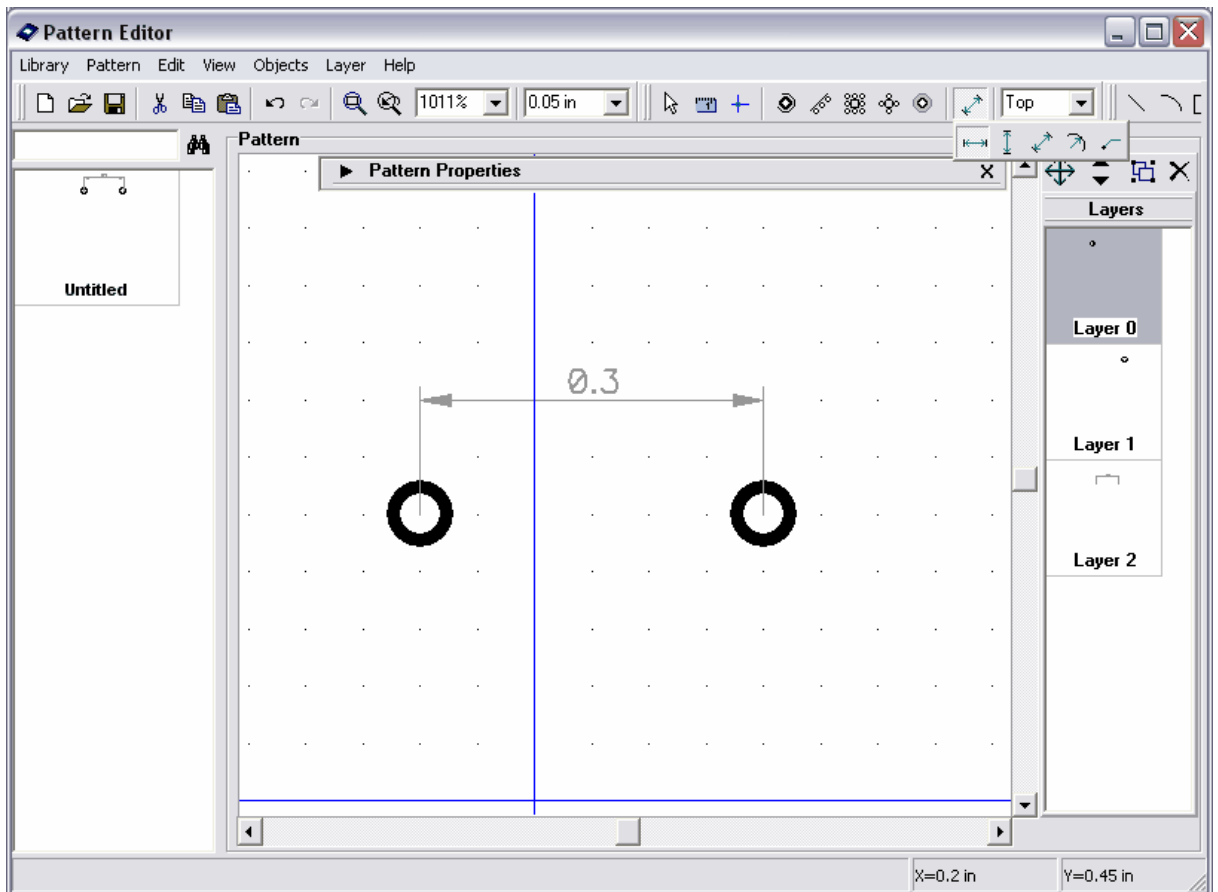 Pattern Editor
Library Pattern Edit View Objects Layer Help
1011% 0.05 in Top
Pattern
Pattern Properties
Layers
Untitled
Layer 0
0.3
Layer 1
Layer 2
X=0.2 in Y=0.45 in